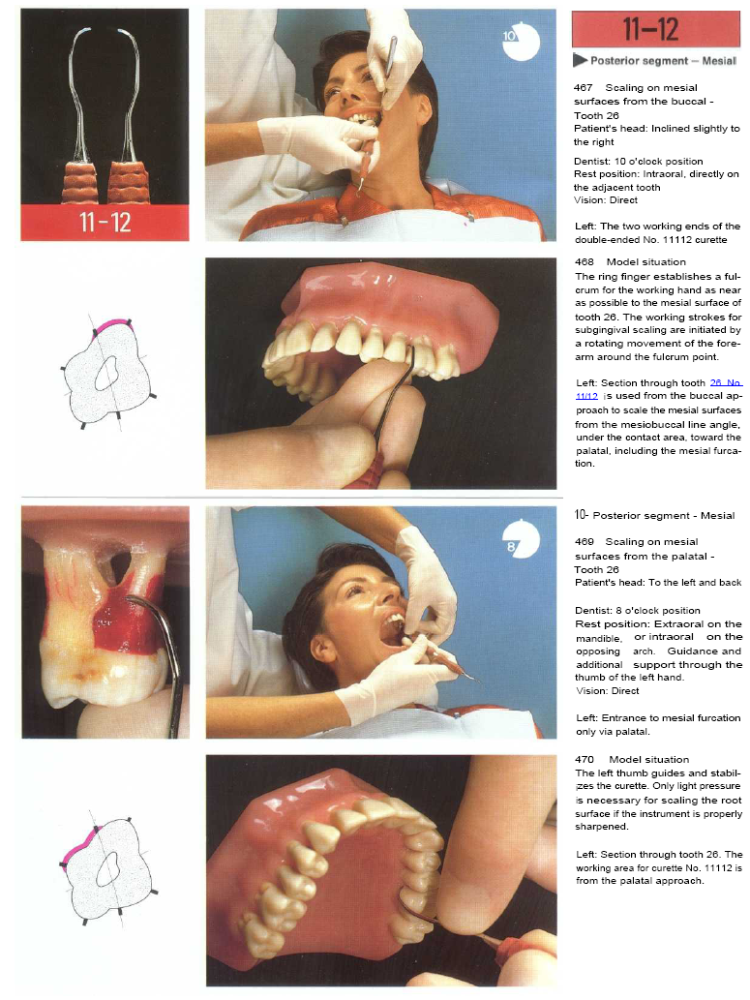 11–12
10
11–12
Posterior segment – Mesial
467 Scaling on mesial
surfaces from the buccal -
Tooth 26
Patient's head: Inclined slightly to
the right
Dentist: 10 o'clock position
Rest position: Intraoral, directly on
the adjacent tooth
Vision: Direct
Left: The two working ends of the
double-ended No. 11112 curette
468 Model situation
The ring finger establishes a ful-
crum for the working hand as near
as possible to the mesial surface of
tooth 26. The working strokes for
subgingival scaling are initiated by
a rotating movement of the fore-
arm around the fulcrum point.
Left: Section through tooth 26. No.
11/12 is used from the buccal ap-
proach to scale the mesial surfaces
from the mesiobuccal line angle,
under the contact area, toward the
palatal, including the mesial furca-
tion.
8
10- Posterior segment - Mesial
469 Scaling on mesial
surfaces from the palatal -
Tooth 26
Patient's head: To the left and back
Dentist: 8 o'clock position
Rest position: Extraoral on the
mandible, or intraoral on the
opposing arch. Guidance and
additional support through the
thumb of the left hand.
Vision: Direct
Left: Entrance to mesial furcation
only via palatal.
470 Model situation
The left thumb guides and stabil-
izes the curette. Only light pressure
is necessary for scaling the root
surface if the instrument is properly
sharpened.
Left: Section through tooth 26. The
working area for curette No. 11112 is
from the palatal approach.